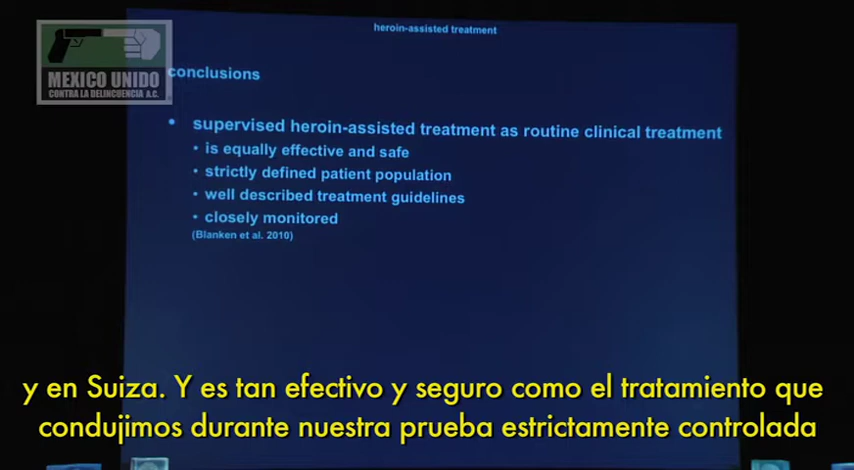 heroin-assisted treatment
MEXICO UNIDO
CONTRA LA DELINCUENCIA A.C.
conclusions
• supervised heroin-assisted treatment as routine clinical treatment
• is equally effective and safe
• strictly defined patient population
• well described treatment guidelines
• closely monitored
(Blanken et al. 2010)
y en Suiza. Y es tan efectivo y seguro como el tratamiento que
condujimos durante nuestra prueba estrictamente controlada